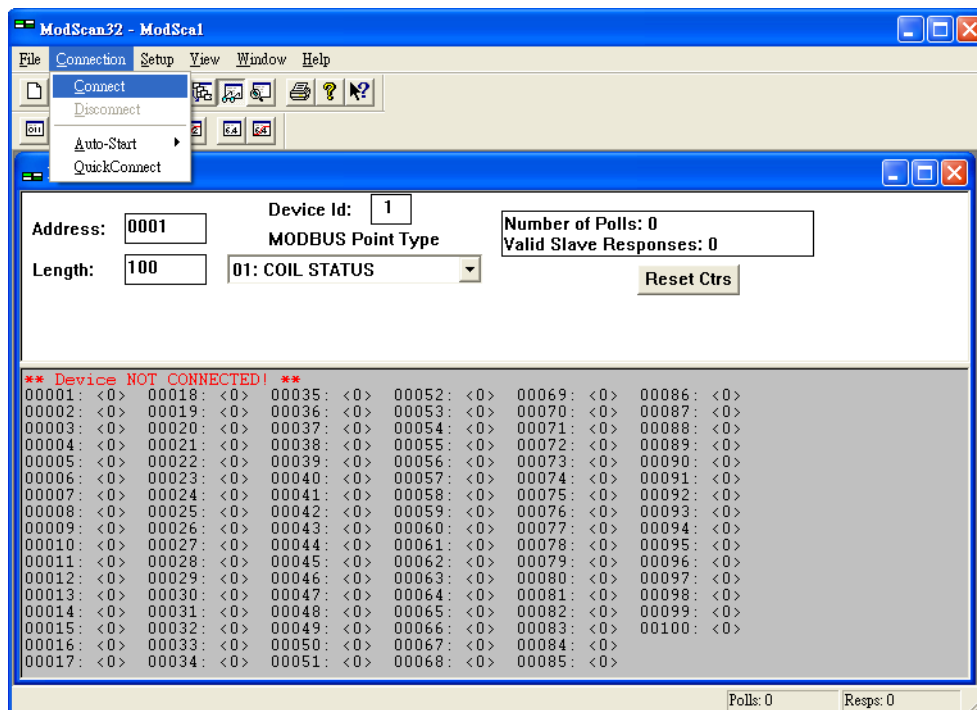 ModScan32 - ModSca1
File Connection Setup View Window Help
Connect
Disconnect
Auto-Start
QuickConnect
Address: 0001
Device Id: 1
MODBUS Point Type
Length: 100
01: COIL STATUS
Number of Polls: 0
Valid Slave Responses: 0
Reset Ctrs
** Device NOT CONNECTED! **
00001: <0> 00018: <0> 00035: <0> 00052: <0> 00069: <0> 00086: <0>
00002: <0> 00019: <0> 00036: <0> 00053: <0> 00070: <0> 00087: <0>
00003: <0> 00020: <0> 00037: <0> 00054: <0> 00071: <0> 00088: <0>
00004: <0> 00021: <0> 00038: <0> 00055: <0> 00072: <0> 00089: <0>
00005: <0> 00022: <0> 00039: <0> 00056: <0> 00073: <0> 00090: <0>
00006: <0> 00023: <0> 00040: <0> 00057: <0> 00074: <0> 00091: <0>
00007: <0> 00024: <0> 00041: <0> 00058: <0> 00075: <0> 00092: <0>
00008: <0> 00025: <0> 00042: <0> 00059: <0> 00076: <0> 00093: <0>
00009: <0> 00026: <0> 00043: <0> 00060: <0> 00077: <0> 00094: <0>
00010: <0> 00027: <0> 00044: <0> 00061: <0> 00078: <0> 00095: <0>
00011: <0> 00028: <0> 00045: <0> 00062: <0> 00079: <0> 00096: <0>
00012: <0> 00029: <0> 00046: <0> 00063: <0> 00080: <0> 00097: <0>
00013: <0> 00030: <0> 00047: <0> 00064: <0> 00081: <0> 00098: <0>
00014: <0> 00031: <0> 00048: <0> 00065: <0> 00082: <0> 00099: <0>
00015: <0> 00032: <0> 00049: <0> 00066: <0> 00083: <0> 00100: <0>
00016: <0> 00033: <0> 00050: <0> 00067: <0> 00084: <0>
00017: <0> 00034: <0> 00051: <0> 00068: <0> 00085: <0>
Polls: 0 Resps: 0